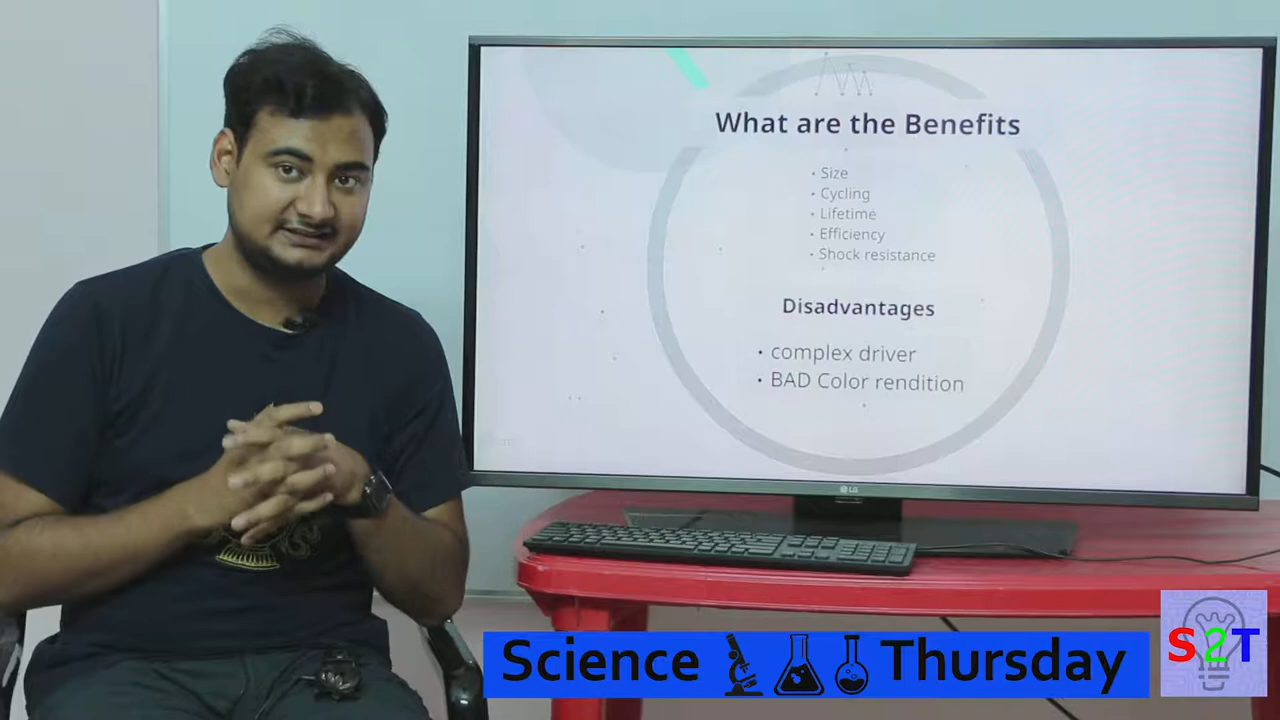 What are the Benefits
• Size
• Cycling
• Lifetime
• Efficiency
• Shock resistance
Disadvantages
• complex driver
• BAD Color rendition
LG
Science Thursday
S2T